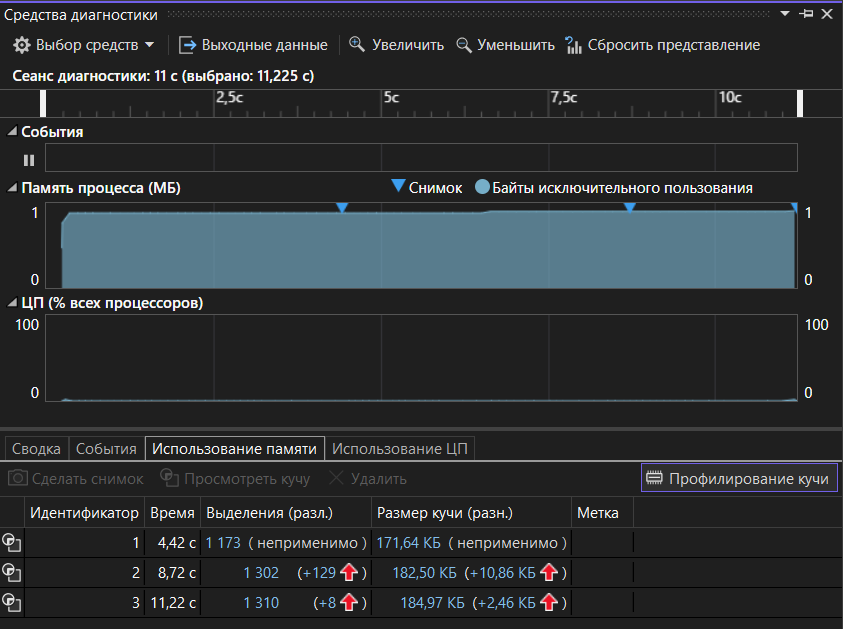 Средства диагностики
Выбор средств Выходные данные Увеличить Уменьшить Сбросить представление
Сеанс диагностики: 11 с (выбрано: 11,225 с)
2,5с 5с 7,5с 10с
События
Память процесса (МБ) Снимок Байты исключительного пользования
1 1
0 0
ЦП (% всех процессоров)
100 100
0 0
Сводка События Использование памяти Использование ЦП
Сделать снимок Просмотреть кучу Удалить Профилирование кучи
Идентификатор Время Выделения (разл.) Размер кучи (разн.) Метка
1 4,42 с 1 173 ( неприменимо ) 171,64 КБ ( неприменимо )
2 8,72 с 1 302 (+129 ) 182,50 КБ (+10,86 КБ )
3 11,22 с 1 310 (+8 ) 184,97 КБ (+2,46 КБ )